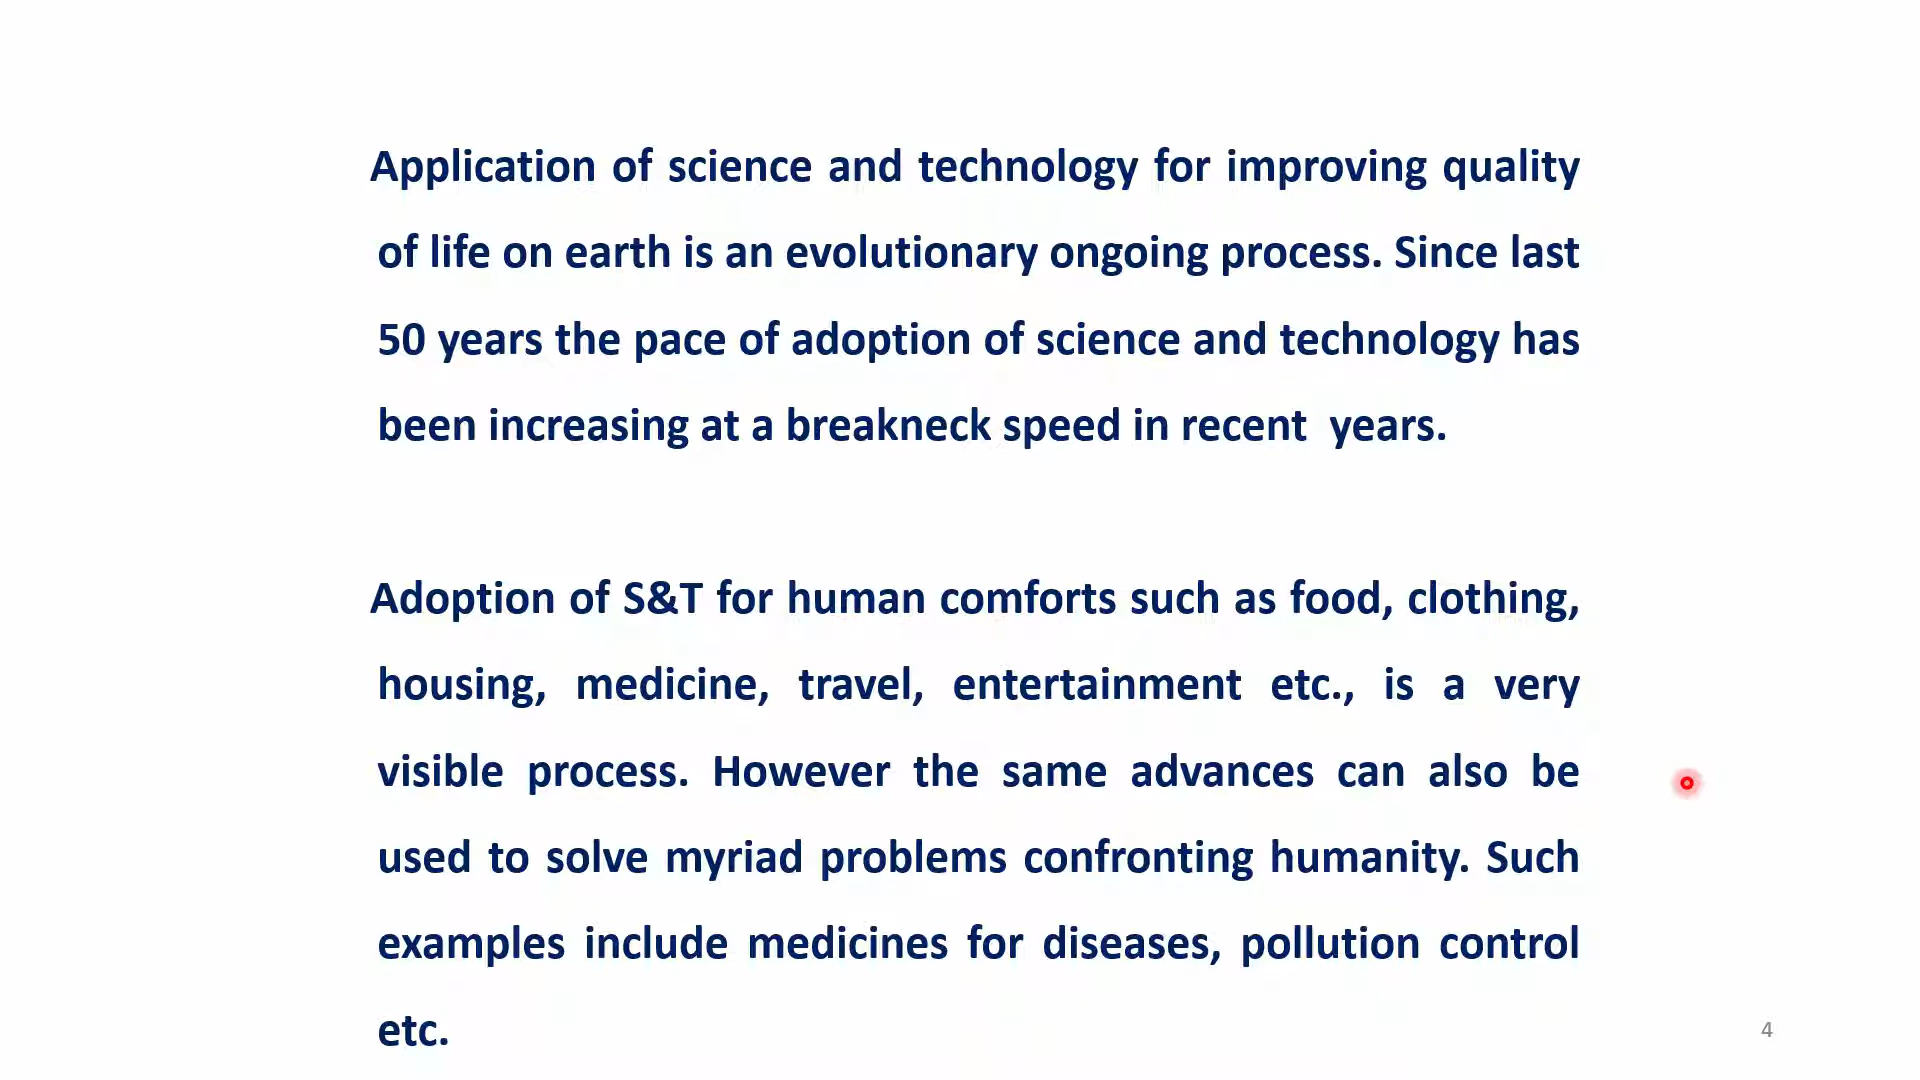 Application of science and technology for improving quality
of life on earth is an evolutionary ongoing process. Since last
50 years the pace of adoption of science and technology has
been increasing at a breakneck speed in recent  years.
Adoption of S&T for human comforts such as food, clothing,
housing, medicine, travel, entertainment etc., is a very
visible process. However the same advances can also be
used to solve myriad problems confronting humanity. Such
examples include medicines for diseases, pollution control
etc.
4